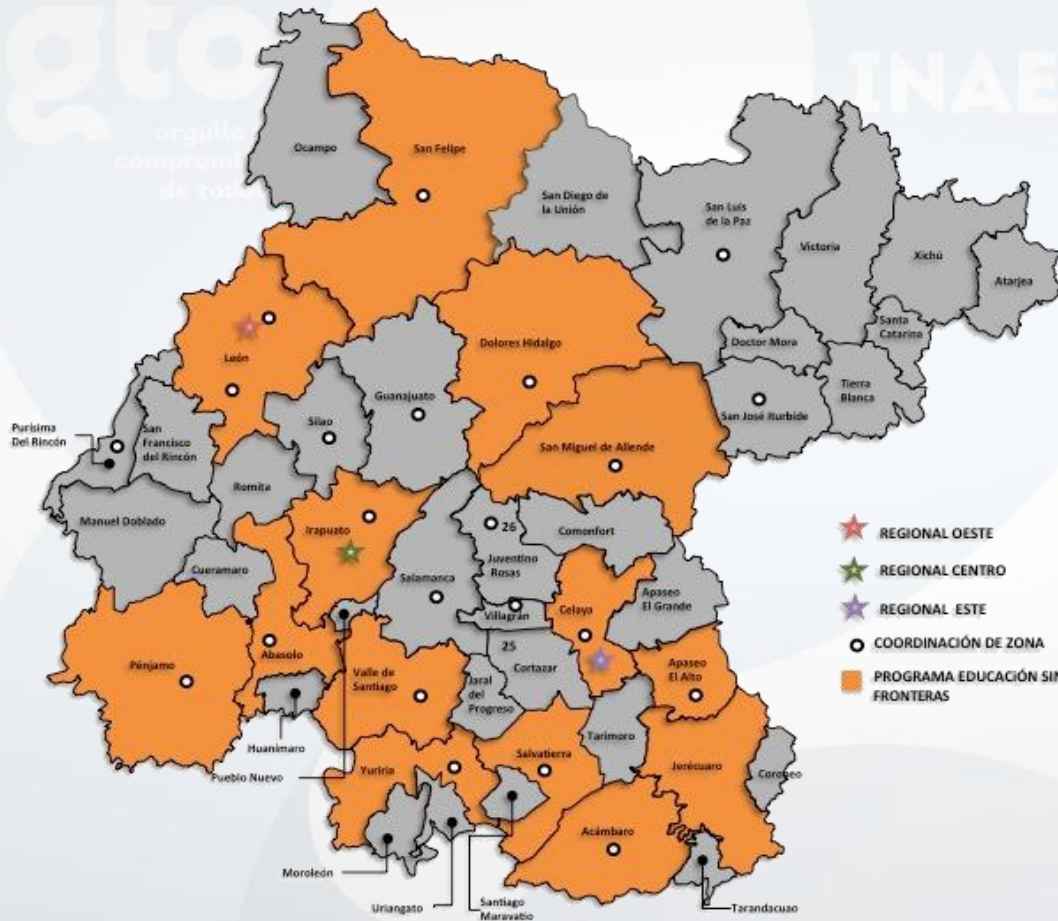 gto
INAE
orgullo
compromi
de todo
Ocampo
San Felipe
San Diego de
la Unión
San Luis
de la Paz
Victoria
Xichú
Atarjea
Santa
Catarina
Doctor Mora
Tierra
Blanca
San José Iturbide
León
Dolores Hidalgo
Guanajuato
Silao
San Miguel de Allende
Purísima
Del Rincón
San
Francisco
del Rincón
Romita
Manuel Doblado
Irapuato
26
Comonfort
Cueramaro
Salamanca
Juventino
Rosas
Apaseo
El Grande
Celaya
Villagrán
25
Cortazar
Pénjamo
Abasolo
Valle de
Santiago
Jaral
del
Progreso
Apaseo
El Alto
Tarimoro
Huanimaro
Pueblo Nuevo
Yuriria
Salvatierra
Jerécuaro
Coroneo
Acámbaro
Moroleón
Uriangato
Santiago
Maravatio
Tarandacuao
REGIONAL OESTE
REGIONAL CENTRO
REGIONAL ESTE
COORDINACIÓN DE ZONA
PROGRAMA EDUCACIÓN SIN
FRONTERAS